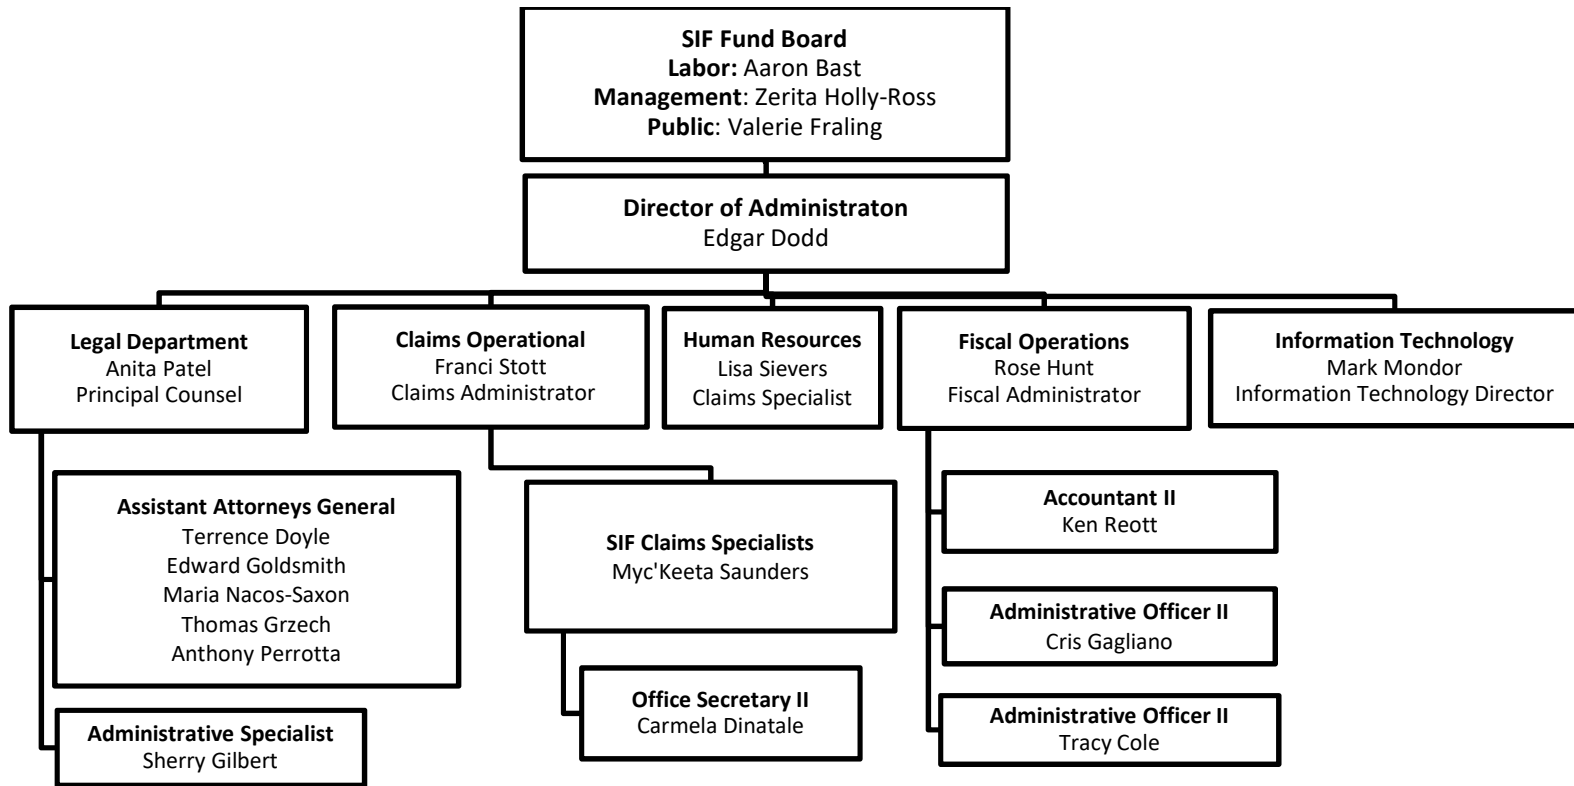 SIF Fund Board
Labor: Aaron Bast
Management: Zerita Holly-Ross
Public: Valerie Fraling
Director of Administraton
Edgar Dodd
Legal Department
Anita Patel
Principal Counsel
Claims Operational
Franci Stott
Claims Administrator
Human Resources
Lisa Sievers
Claims Specialist
Fiscal Operations
Rose Hunt
Fiscal Administrator
Information Technology
Mark Mondor
Information Technology Director
Assistant Attorneys General
Terrence Doyle
Edward Goldsmith
Maria Nacos-Saxon
Thomas Grzech
Anthony Perrotta
Administrative Specialist
Sherry Gilbert
SIF Claims Specialists
Myc'Keeta Saunders
Office Secretary II
Carmela Dinatale
Accountant II
Ken Reott
Administrative Officer II
Cris Gagliano
Administrative Officer II
Tracy Cole